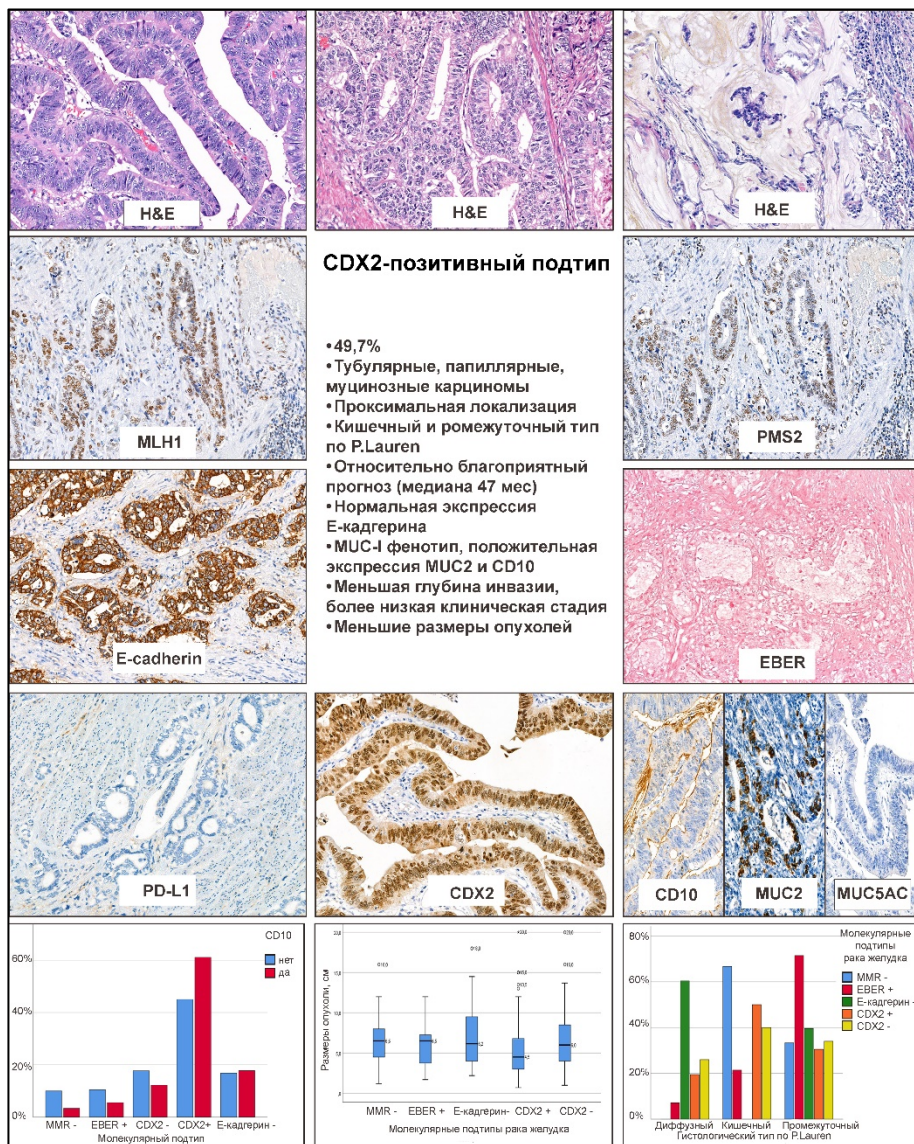 H&E
H&E
H&E
CDX2-позитивный подтип
•49,7%
•Тубулярные, папиллярные,
муцинозные карциномы
•Проксимальная локализация
•Кишечный и ромежуточный тип
по P.Lauren
•Относительно благоприятный
прогноз (медиана 47 мес)
•Нормальная экспрессия
Е-кадгерина
•MUC-I фенотип, положительная
экспрессия MUC2 и CD10
•Меньшая глубина инвазии,
более низкая клиническая стадия
•Меньшие размеры опухолей
MLH1
PMS2
E-cadherin
EBER
PD-L1
CDX2
CD10
MUC2
MUC5AC
CD10
нет
да
60%
40%
20%
0%
MMR -
EBER +
CDX2 -
CDX2+
Е-кадгерин -
Молекулярный подтип
Размеры опухоли, см
MMR -
EBER +
Е-кадгерин-
CDX2 +
CDX2 -
Молекулярные подтипы рака желудка
Молекулярные
подтипы
рака желудка
MMR -
EBER +
Е-кадгерин -
CDX2 +
CDX2 -
80%
60%
40%
20%
0%
Диффузный
Кишечный
Промежуточный
Гистологический тип по P.Lauren